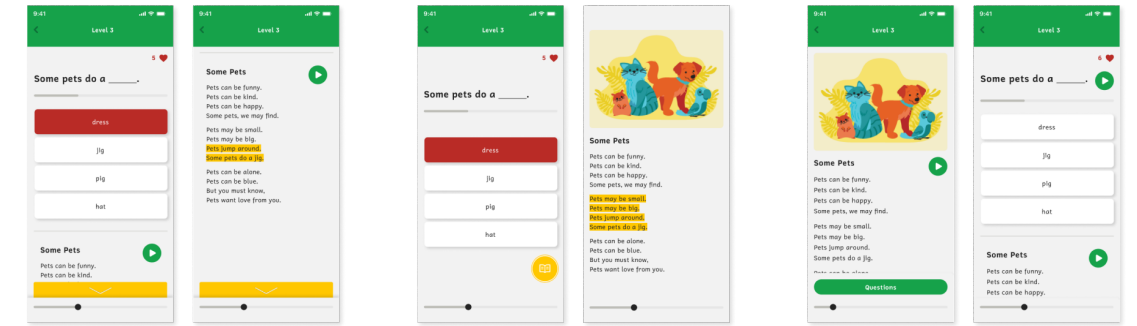 9:41
Level 3
5
Some pets do a _____.
dress
jig
pig
hat
Some Pets
Pets can be funny.
Pets can be kind.
9:41
Level 3
Some Pets
Pets can be funny.
Pets can be kind.
Pets can be happy.
Some pets, we may find.
Pets may be small.
Pets may be big.
Pets jump around.
Some pets do a jig.
Pets can be alone.
Pets can be blue.
But you must know,
Pets want love from you.
9:41
Level 3
5
Some pets do a _____.
dress
jig
pig
hat
Some Pets
Pets can be funny.
Pets can be kind.
Pets can be happy.
Some pets, we may find.
Pets may be small.
Pets may be big.
Pets jump around.
Some pets do a jig.
Pets can be alone.
Pets can be blue.
But you must know,
Pets want love from you.
9:41
Level 3
Some Pets
Pets can be funny.
Pets can be kind.
Pets can be happy.
Some pets, we may find.
Pets may be small.
Pets may be big.
Pets jump around.
Some pets do a jig.
Pets can be alone.
Questions
9:41
Level 3
6
Some pets do a _____.
dress
jig
pig
hat
Some Pets
Pets can be funny.
Pets can be kind.
Pets can be happy.